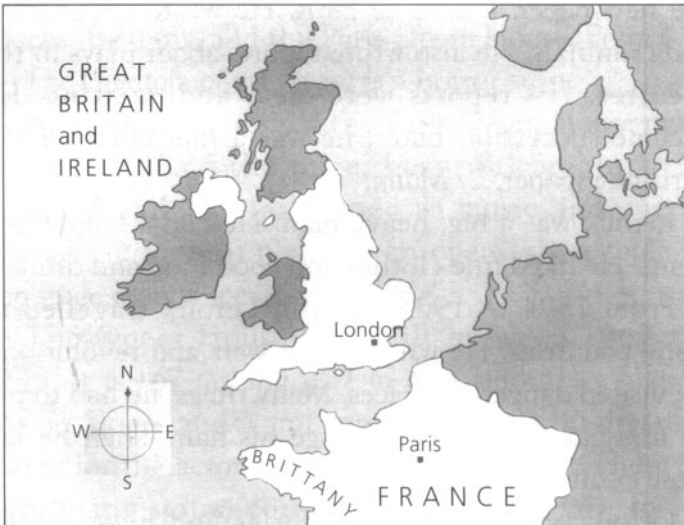 GREAT
BRITAIN
and
IRELAND
London
N
W
E
S
Paris
BRITTANY
FRANCE